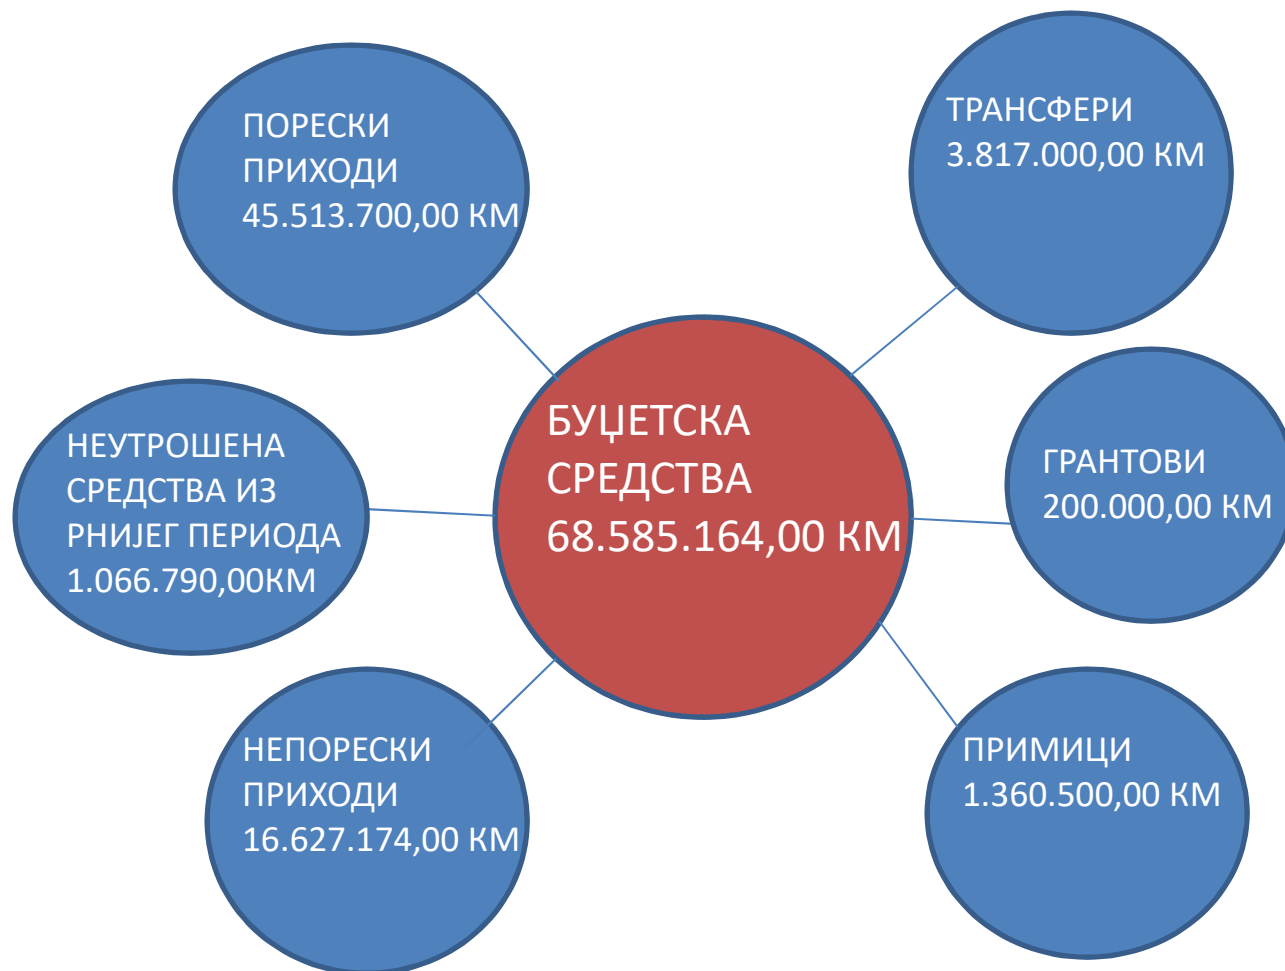 ПОРЕСКИ
ПРИХОДИ
45.513.700,00 КМ
ТРАНСФЕРИ
3.817.000,00 КМ
БУЏЕТСКА
СРЕДСТВА
68.585.164,00 КМ
НЕУТРОШЕНА
СРЕДСТВА ИЗ
РНИЈЕГ ПЕРИОДА
1.066.790,00КМ
ГРАНТОВИ
200.000,00 КМ
НЕПОРЕСКИ
ПРИХОДИ
16.627.174,00 КМ
ПРИМИЦИ
1.360.500,00 КМ